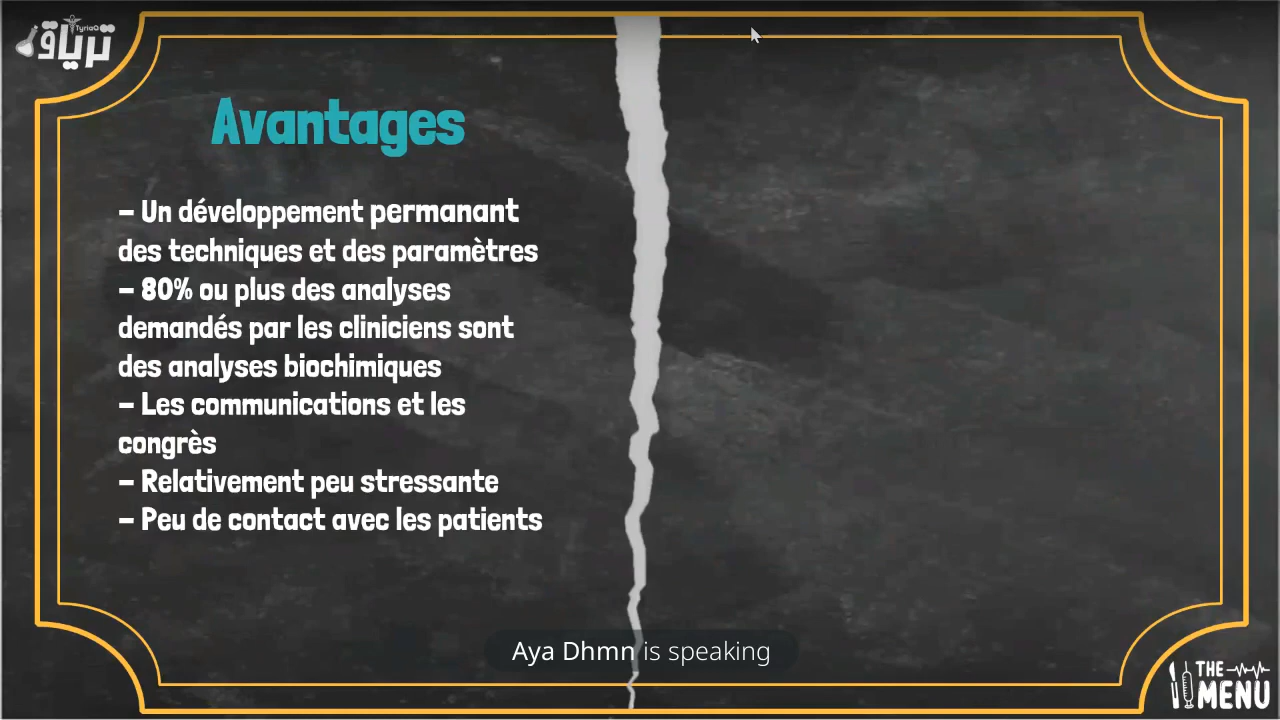 ترياق
TyriaQ
Avantages
– Un développement permanant
des techniques et des paramètres
– 80% ou plus des analyses
demandés par les cliniciens sont
des analyses biochimiques
– Les communications et les
congrès
– Relativement peu stressante
– Peu de contact avec les patients
Aya Dhmn is speaking
THE
MENU